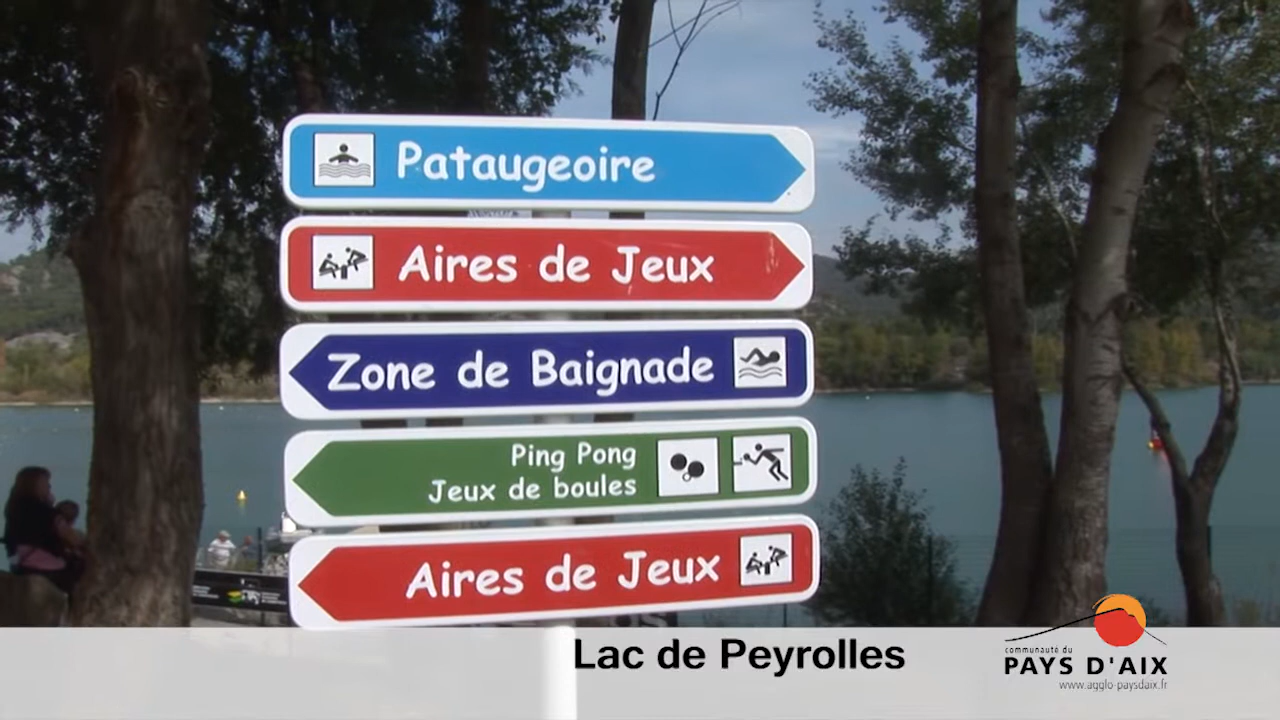 Pataugeoire
Aires de Jeux
Zone de Baignade
Ping Pong
Jeux de boules
Aires de Jeux
Lac de Peyrolles
communauté du
PAYS D'AIX
www.agglo-paysdaix.fr